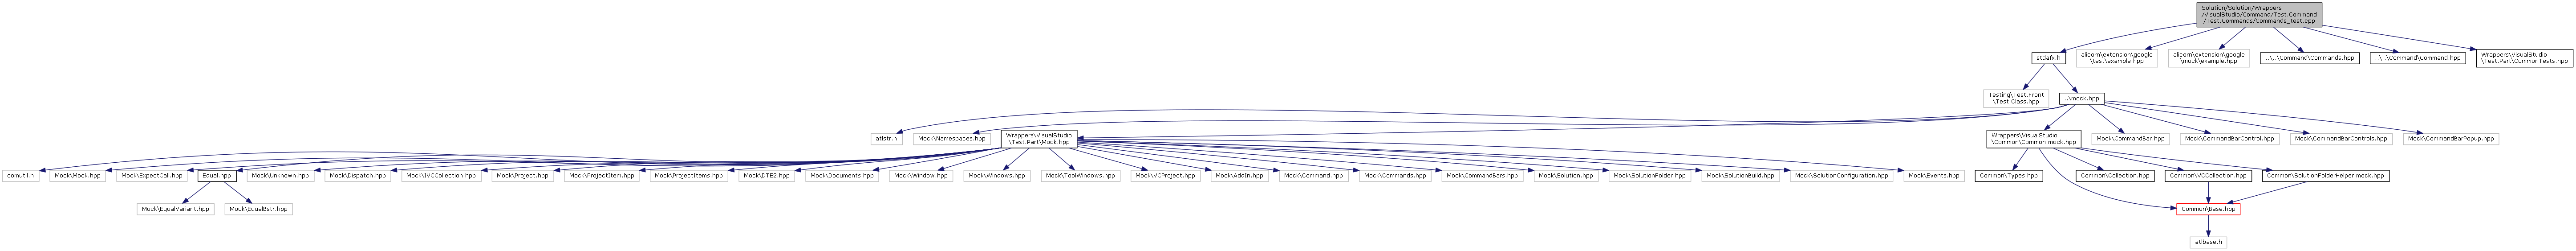 Solution/Solution/Wrappers
/VisualStudio/Command/Test.Command
/Test.Commands/Commands_test.cpp
stdafx.h
alicorn\extension\google
\test\example.hpp
alicorn\extension\google
\mock\example.hpp
..\..\Command\Commands.hpp
..\..\Command\Command.hpp
Wrappers\VisualStudio
\Test.Part\CommonTests.hpp
Testing\Test.Front
\Test.Class.hpp
..\mock.hpp
atlstr.h
Mock\Namespaces.hpp
Wrappers\VisualStudio
\Test.Part\Mock.hpp
Wrappers\VisualStudio
\Common\Common.mock.hpp
Mock\CommandBar.hpp
Mock\CommandBarControl.hpp
Mock\CommandBarControls.hpp
Mock\CommandBarPopup.hpp
comutil.h
Mock\Mock.hpp
Mock\ExpectCall.hpp
Equal.hpp
Mock\Unknown.hpp
Mock\Dispatch.hpp
Mock\IVCCollection.hpp
Mock\Project.hpp
Mock\ProjectItem.hpp
Mock\ProjectItems.hpp
Mock\DTE2.hpp
Mock\Documents.hpp
Mock\Window.hpp
Mock\Windows.hpp
Mock\ToolWindows.hpp
Mock\VCProject.hpp
Mock\AddIn.hpp
Mock\Command.hpp
Mock\Commands.hpp
Mock\CommandBars.hpp
Mock\Solution.hpp
Mock\SolutionFolder.hpp
Mock\SolutionBuild.hpp
Mock\SolutionConfiguration.hpp
Mock\Events.hpp
Common\Types.hpp
Common\Collection.hpp
Common\VCCollection.hpp
Common\SolutionFolderHelper.mock.hpp
Mock\EqualVariant.hpp
Mock\EqualBstr.hpp
Common\Base.hpp
atlbase.h